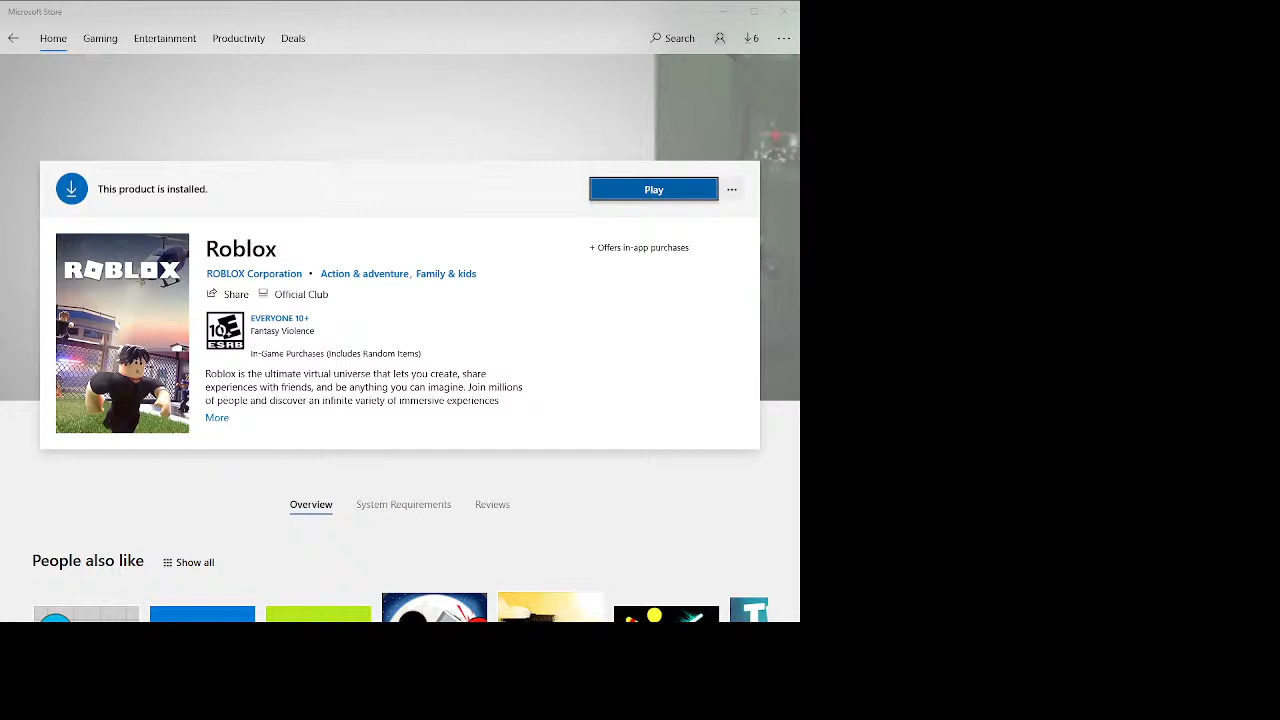 Microsoft Store
Home Gaming Entertainment Productivity Deals Search 6
This product is installed. Play
ROBLOX
Roblox
+ Offers in-app purchases
ROBLOX Corporation • Action & adventure, Family & kids
Share Official Club
10+ E ESRB
EVERYONE 10+
Fantasy Violence
In-Game Purchases (Includes Random Items)
Roblox is the ultimate virtual universe that lets you create, share
experiences with friends, and be anything you can imagine. Join millions
of people and discover an infinite variety of immersive experiences
More
Overview System Requirements Reviews
People also like Show all